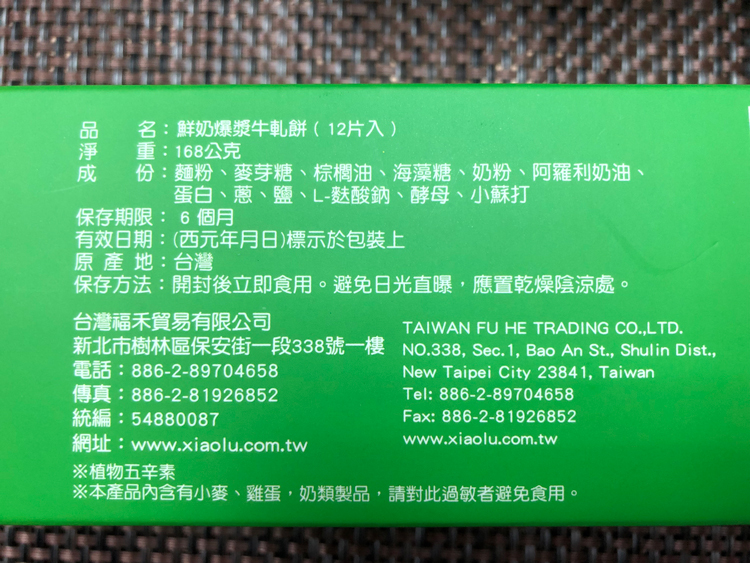 品　　名：鮮奶爆漿牛軋餅（12片入）
淨　　重：168公克
成　　份：麵粉、麥芽糖、棕櫚油、海藻糖、奶粉、阿羅利奶油、
蛋白、蔥、鹽、L-麩酸鈉、酵母、小蘇打
保存期限：6 個月
有效日期：(西元年月日)標示於包裝上
原 產 地：台灣
保存方法：開封後立即食用。避免日光直曝，應置乾燥陰涼處。
台灣福禾貿易有限公司
新北市樹林區保安街一段338號一樓
電話：886-2-89704658
傳真：886-2-81926852
統編：54880087
網址：www.xiaolu.com.tw
TAIWAN FU HE TRADING CO.,LTD.
NO.338, Sec.1, Bao An St., Shulin Dist.,
New Taipei City 23841, Taiwan
Tel: 886-2-89704658
Fax: 886-2-81926852
www.xiaolu.com.tw
※植物五辛素
※本產品內含有小麥、雞蛋，奶類製品，請對此過敏者避免食用。